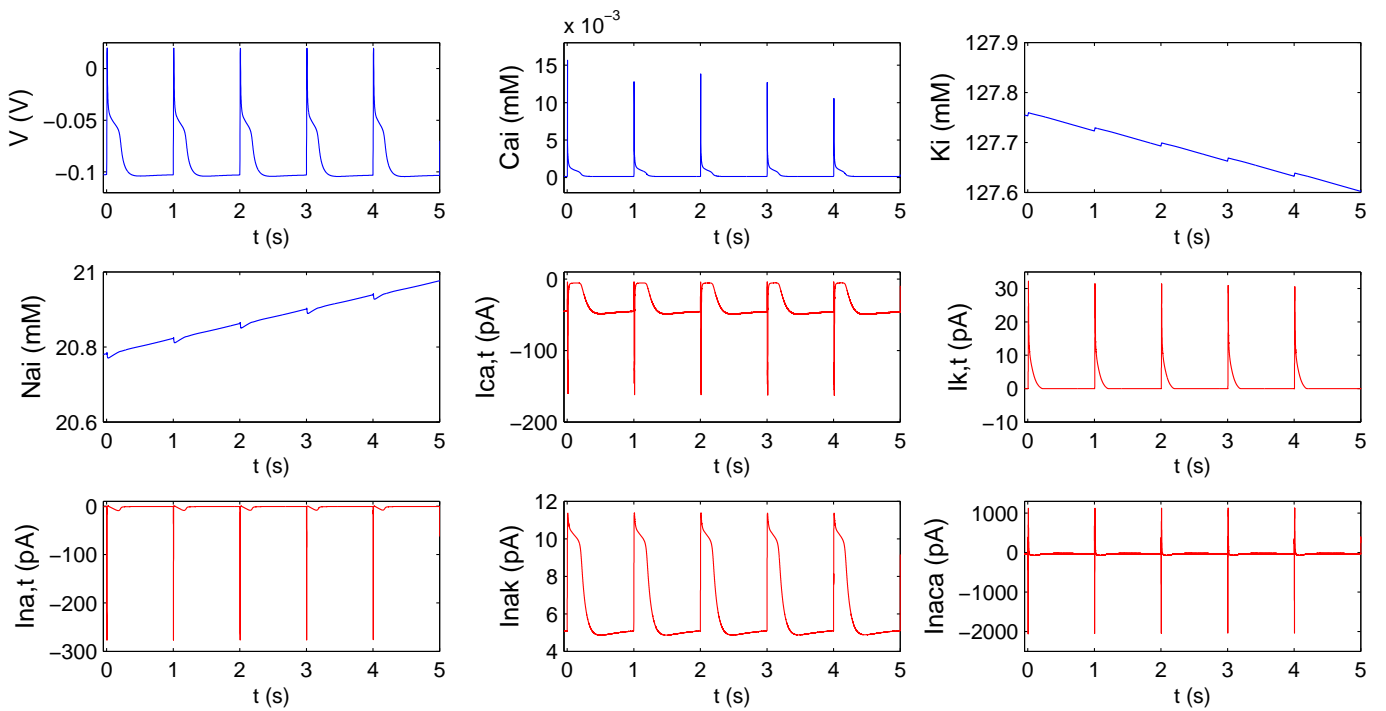 V (V)
0
−0.05
−0.1
0 1 2 3 4 5
t (s)
x 10⁻³
Cai (mM)
15
10
5
0
0 1 2 3 4 5
t (s)
Ki (mM)
127.9
127.8
127.7
127.6
0 1 2 3 4 5
t (s)
Nai (mM)
21
20.8
20.6
0 1 2 3 4 5
t (s)
Ica,t (pA)
0
−100
−200
0 1 2 3 4 5
t (s)
Ik,t (pA)
30
20
10
0
−10
0 1 2 3 4 5
t (s)
Ina,t (pA)
0
−100
−200
−300
0 1 2 3 4 5
t (s)
Inak (pA)
12
10
8
6
4
0 1 2 3 4 5
t (s)
Inaca (pA)
1000
0
−1000
−2000
0 1 2 3 4 5
t (s)